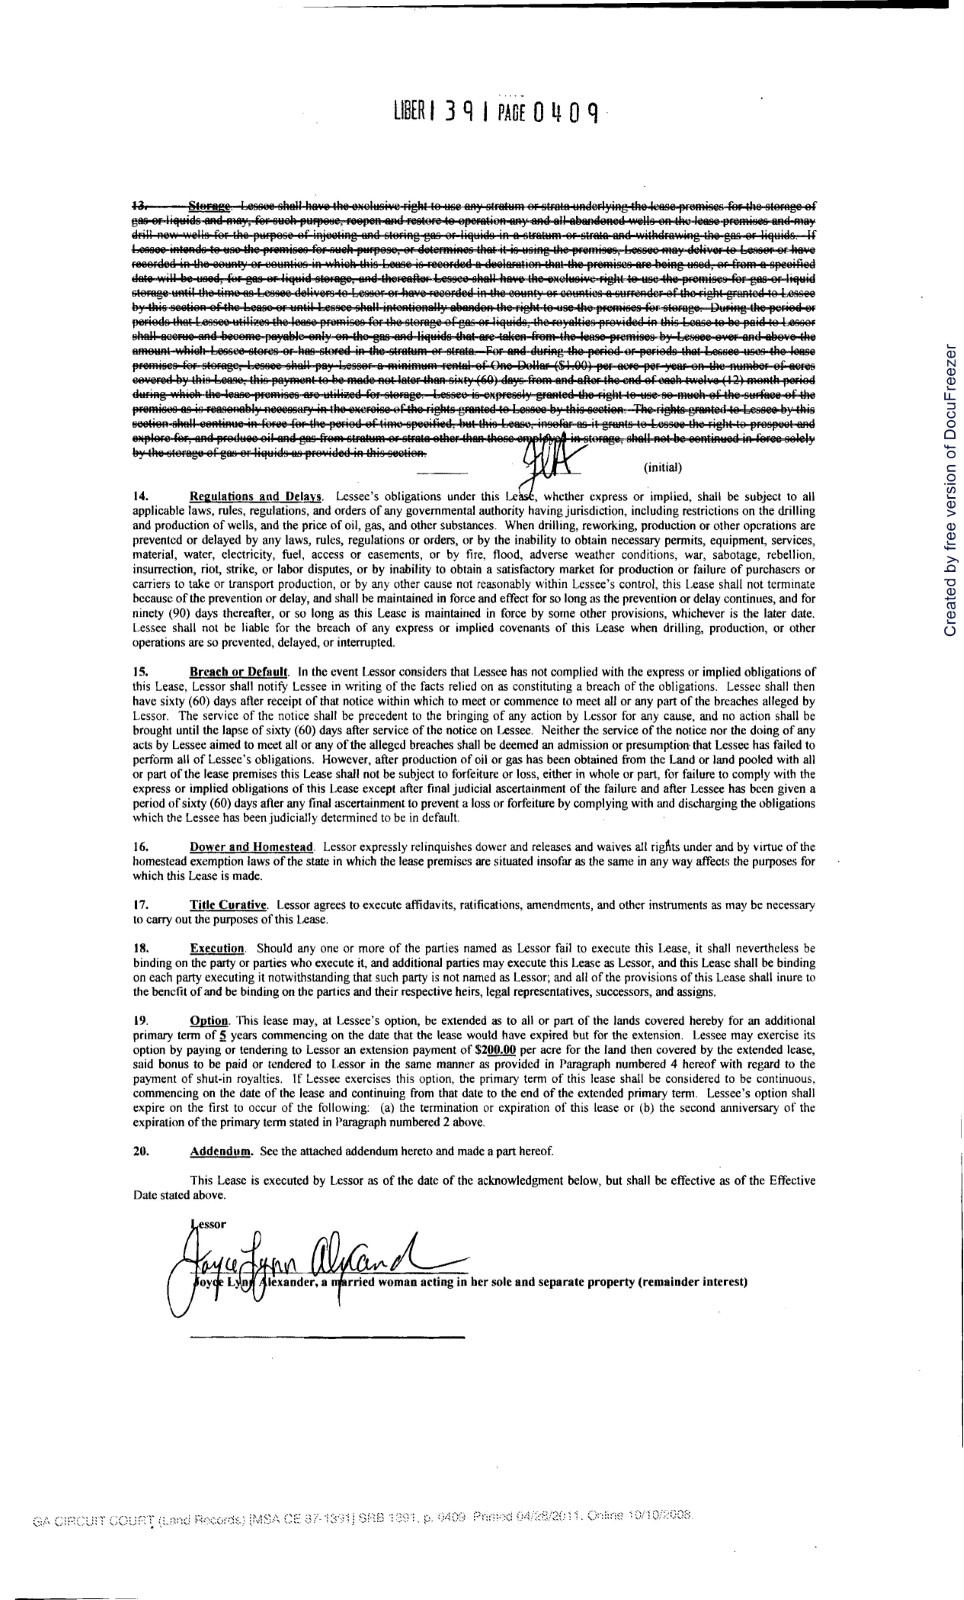 LIBER 1 3 9 1 PAGE 0 4 0 9
13. Storage. Lessee shall have the exclusive right to use any stratum or strata underlying the lease premises for the storage of
gas or liquids and may, for such purpose, reopen and restore to operation any and all abandoned wells on the lease premises and may
drill new wells for the purpose of injecting and storing gas or liquids in a stratum or strata and withdrawing the gas or liquids. If
Lessee intends to use the premises for such purpose, or determines that it is using the premises, Lessee may deliver to Lessor or have
recorded in the county or counties in which this Lease is recorded a declaration that the premises are being used, or from a specified
date will be used, for gas or liquid storage, and thereafter Lessee shall have the exclusive right to use the premises for gas or liquid
storage until the time as Lessee delivers to Lessor or have recorded in the county or counties a surrender of the right granted to Lessee
by this section of the Lease or until Lessee shall intentionally abandon the right to use the premises for storage. During the period or
periods that Lessee utilizes the lease premises for the storage of gas or liquids, the royalties provided in this Lease to be paid to Lessor
shall accrue and become payable only on the gas and liquids that are taken from the lease premises by Lessee over and above the
amount which Lessee stores or has stored in the stratum or strata. For and during the period or periods that Lessee uses the lease
premises for storage, Lessee shall pay Lessor a minimum rental of One Dollar ($1.00) per acre per year on the number of acres
covered by this Lease, this payment to be made not later than sixty (60) days from and after the end of each twelve (12) month period
during which the lease premises are utilized for storage. Lessee is expressly granted the right to use so much of the surface of the
premises as is reasonably necessary in the exercise of the rights granted to Lessee by this section. The rights granted to Lessee by this
section shall continue in force for the period of time specified, but this Lease, insofar as it grants to Lessee the right to prospect and
explore for, and produce oil and gas from stratum or strata other than those employed in storage, shall not be continued in force solely
by the storage of gas or liquids as provided in this section.
JLA (initial)
14. Regulations and Delays. Lessee's obligations under this Lease, whether express or implied, shall be subject to all
applicable laws, rules, regulations, and orders of any governmental authority having jurisdiction, including restrictions on the drilling
and production of wells, and the price of oil, gas, and other substances. When drilling, reworking, production or other operations are
prevented or delayed by any laws, rules, regulations or orders, or by the inability to obtain necessary permits, equipment, services,
material, water, electricity, fuel, access or easements, or by fire, flood, adverse weather conditions, war, sabotage, rebellion,
insurrection, riot, strike, or labor disputes, or by inability to obtain a satisfactory market for production or failure of purchasers or
carriers to take or transport production, or by any other cause not reasonably within Lessee's control, this Lease shall not terminate
because of the prevention or delay, and shall be maintained in force and effect for so long as the prevention or delay continues, and for
ninety (90) days thereafter, or so long as this Lease is maintained in force by some other provisions, whichever is the later date.
Lessee shall not be liable for the breach of any express or implied covenants of this Lease when drilling, production, or other
operations are so prevented, delayed, or interrupted.
15. Breach or Default. In the event Lessor considers that Lessee has not complied with the express or implied obligations of
this Lease, Lessor shall notify Lessee in writing of the facts relied on as constituting a breach of the obligations. Lessee shall then
have sixty (60) days after receipt of that notice within which to meet or commence to meet all or any part of the breaches alleged by
Lessor. The service of the notice shall be precedent to the bringing of any action by Lessor for any cause, and no action shall be
brought until the lapse of sixty (60) days after service of the notice on Lessee. Neither the service of the notice nor the doing of any
acts by Lessee aimed to meet all or any of the alleged breaches shall be deemed an admission or presumption that Lessee has failed to
perform all of Lessee's obligations. However, after production of oil or gas has been obtained from the Land or land pooled with all
or part of the lease premises this Lease shall not be subject to forfeiture or loss, either in whole or part, for failure to comply with the
express or implied obligations of this Lease except after final judicial ascertainment of the failure and after Lessee has been given a
period of sixty (60) days after any final ascertainment to prevent a loss or forfeiture by complying with and discharging the obligations
which the Lessee has been judicially determined to be in default.
16. Dower and Homestead. Lessor expressly relinquishes dower and releases and waives all rights under and by virtue of the
homestead exemption laws of the state in which the lease premises are situated insofar as the same in any way affects the purposes for
which this Lease is made.
17. Title Curative. Lessor agrees to execute affidavits, ratifications, amendments, and other instruments as may be necessary
to carry out the purposes of this Lease.
18. Execution. Should any one or more of the parties named as Lessor fail to execute this Lease, it shall nevertheless be
binding on the party or parties who execute it, and additional parties may execute this Lease as Lessor, and this Lease shall be binding
on each party executing it notwithstanding that such party is not named as Lessor; and all of the provisions of this Lease shall inure to
the benefit of and be binding on the parties and their respective heirs, legal representatives, successors, and assigns.
19. Option. This lease may, at Lessee's option, be extended as to all or part of the lands covered hereby for an additional
primary term of 5 years commencing on the date that the lease would have expired but for the extension. Lessee may exercise its
option by paying or tendering to Lessor an extension payment of $200.00 per acre for the land then covered by the extended lease,
said bonus to be paid or tendered to Lessor in the same manner as provided in Paragraph numbered 4 hereof with regard to the
payment of shut-in royalties. If Lessee exercises this option, the primary term of this lease shall be considered to be continuous,
commencing on the date of the lease and continuing from that date to the end of the extended primary term. Lessee's option shall
expire on the first to occur of the following: (a) the termination or expiration of this lease or (b) the second anniversary of the
expiration of the primary term stated in Paragraph numbered 2 above.
20. Addendum. See the attached addendum hereto and made a part hereof.
This Lease is executed by Lessor as of the date of the acknowledgment below, but shall be effective as of the Effective
Date stated above.
Lessor
Joyce Lynn Alexander
Joyce Lynn Alexander, a married woman acting in her sole and separate property (remainder interest)
GA CIRCUIT COURT (Land Records) [MSA CE 37-1391] SRB 1391, p. 0409. Printed 04/28/2011. Online 10/10/2008.
Created by free version of DocuFreezer